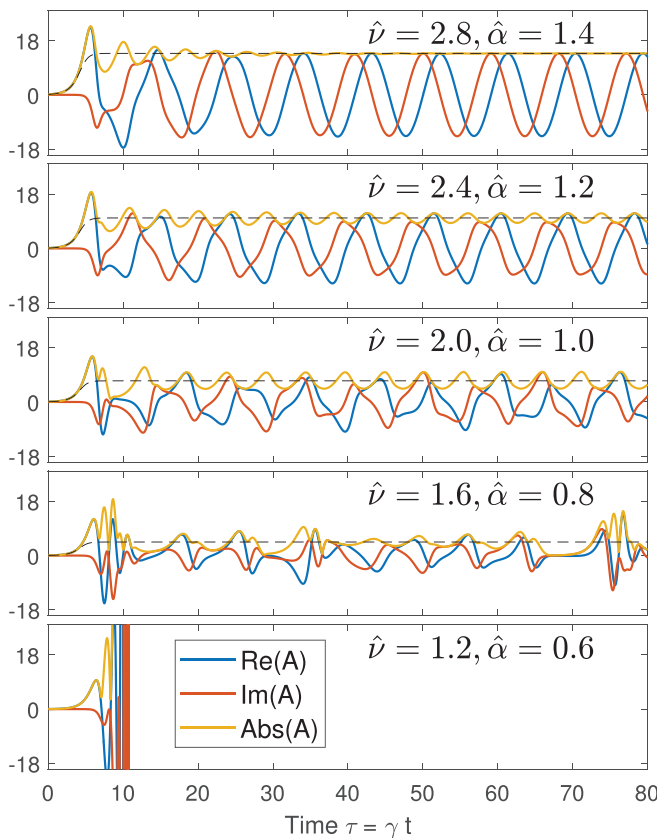 18
0
-18
ν̂ = 2.8, α̂ = 1.4
18
0
-18
ν̂ = 2.4, α̂ = 1.2
18
0
-18
ν̂ = 2.0, α̂ = 1.0
18
0
-18
ν̂ = 1.6, α̂ = 0.8
18
0
-18
ν̂ = 1.2, α̂ = 0.6
Re(A)
Im(A)
Abs(A)
0 10 20 30 40 50 60 70 80
Time τ = γ t